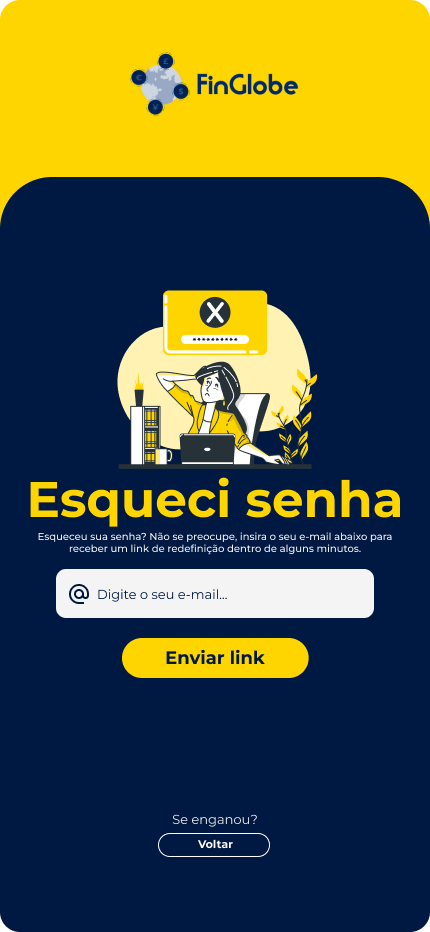 FinGlobe
Esqueci senha
Esqueceu sua senha? Não se preocupe, insira o seu e-mail abaixo para
receber um link de redefinição dentro de alguns minutos.
@ Digite o seu e-mail...
Enviar link
Se enganou?
Voltar